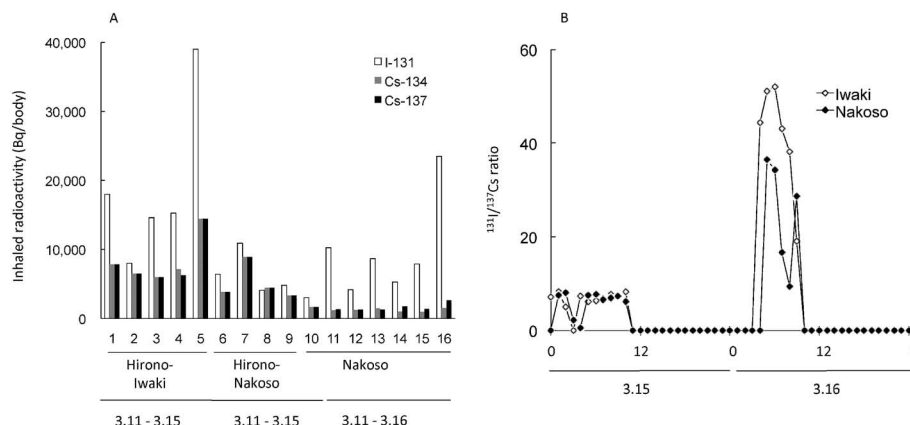 A
40,000
30,000
20,000
10,000
0
Inhaled radioactivity (Bq/body)
I-131
Cs-134
Cs-137
1 2 3 4 5 6 7 8 9 10 11 12 13 14 15 16
Hirono-
Iwaki
Hirono-
Nakoso
Nakoso
3.11 - 3.15 3.11 - 3.15 3.11 - 3.16
B
60
40
20
0
¹³¹I/¹³⁷Cs ratio
Iwaki
Nakoso
0 12 0 12
3.15 3.16